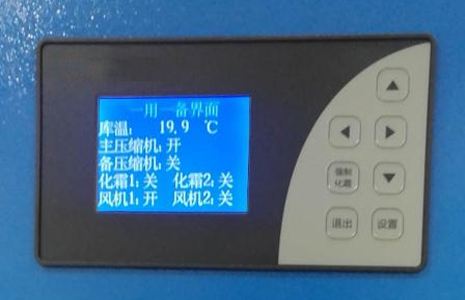 一用一备界面
库温: 19.9 ℃
主压缩机: 开
备压缩机: 关
化霜1: 关 化霜2: 关
风机1: 开 风机2: 关
强制
化霜
退出 设置